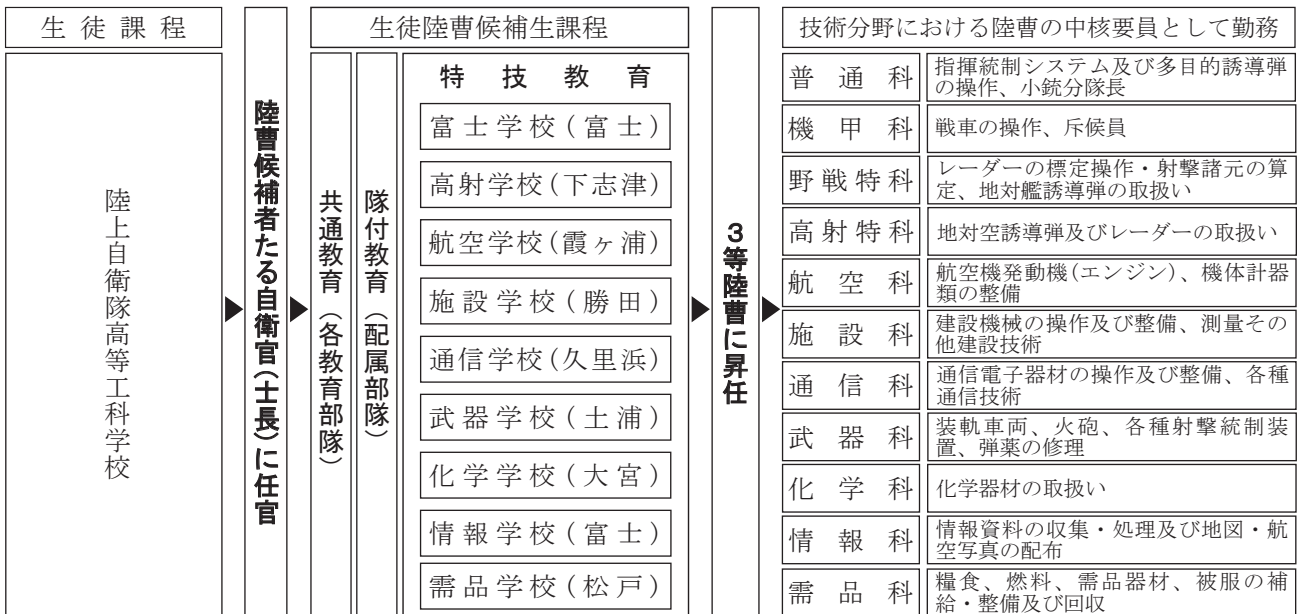 生徒課程
陸上自衛隊高等工科学校
陸曹候補者たる自衛官(士長)に任官
生徒陸曹候補生課程
共通教育(各教育部隊)
隊付教育(配属部隊)
特技教育
富士学校(富士)
高射学校(下志津)
航空学校(霞ヶ浦)
施設学校(勝田)
通信学校(久里浜)
武器学校(土浦)
化学学校(大宮)
情報学校(富士)
需品学校(松戸)
3等陸曹に昇任
技術分野における陸曹の中核要員として勤務
普通科
指揮統制システム及び多目的誘導弾
の操作、小銃分隊長
機甲科
戦車の操作、斥候員
野戦特科
レーダーの標定操作・射撃諸元の算
定、地対艦誘導弾の取扱い
高射特科
地対空誘導弾及びレーダーの取扱い
航空科
航空機発動機(エンジン)、機体計器
類の整備
施設科
建設機械の操作及び整備、測量その
他建設技術
通信科
通信電子器材の操作及び整備、各種
通信技術
武器科
装軌車両、火砲、各種射撃統制装
置、弾薬の修理
化学科
化学器材の取扱い
情報科
情報資料の収集・処理及び地図・航
空写真の配布
需品科
糧食、燃料、需品器材、被服の補
給・整備及び回収